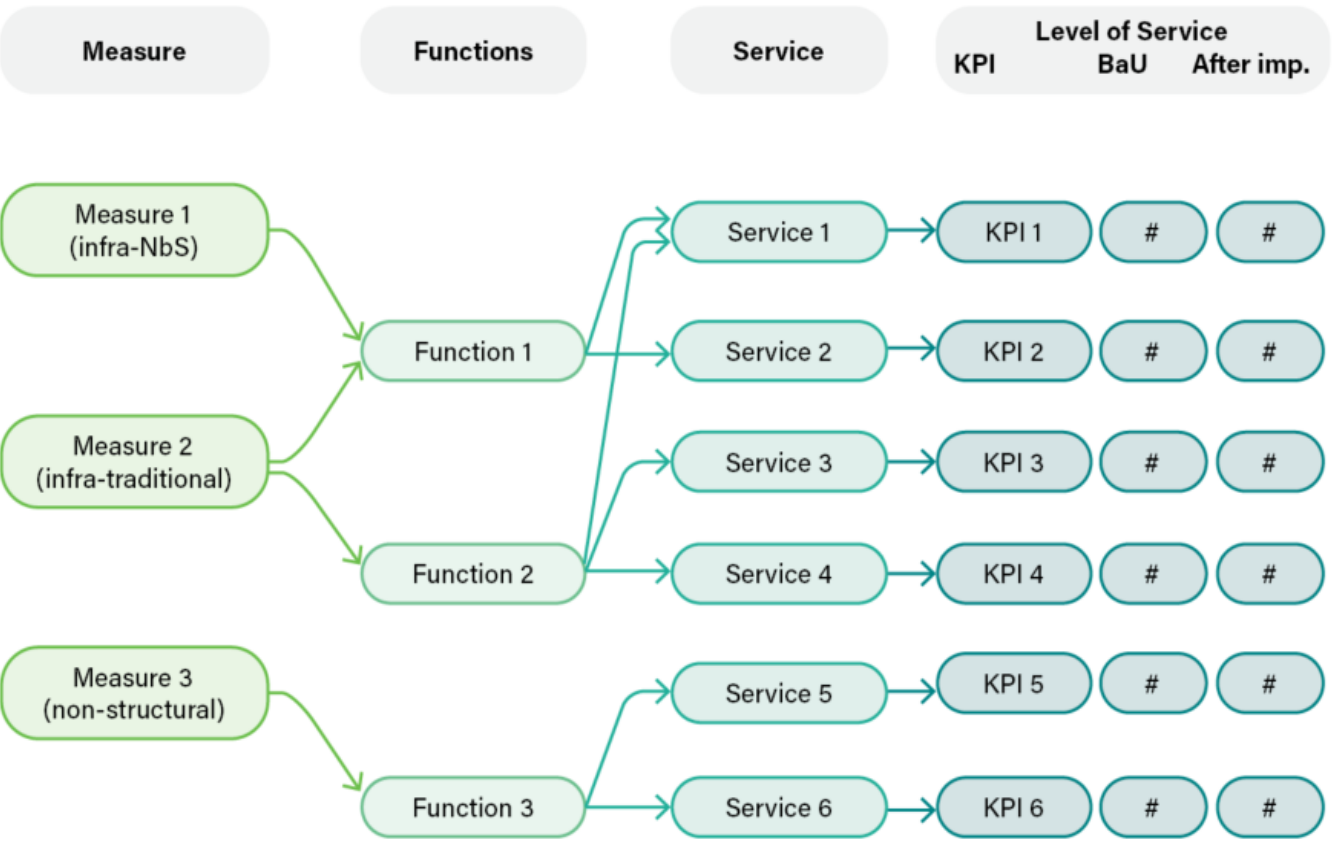 Measure
Functions
Service
Level of Service
KPI BaU After imp.
Measure 1
(infra-NbS)
Service 1 KPI 1 # #
Function 1 Service 2 KPI 2 # #
Measure 2
(infra-traditional)
Service 3 KPI 3 # #
Function 2 Service 4 KPI 4 # #
Measure 3
(non-structural)
Service 5 KPI 5 # #
Function 3 Service 6 KPI 6 # #